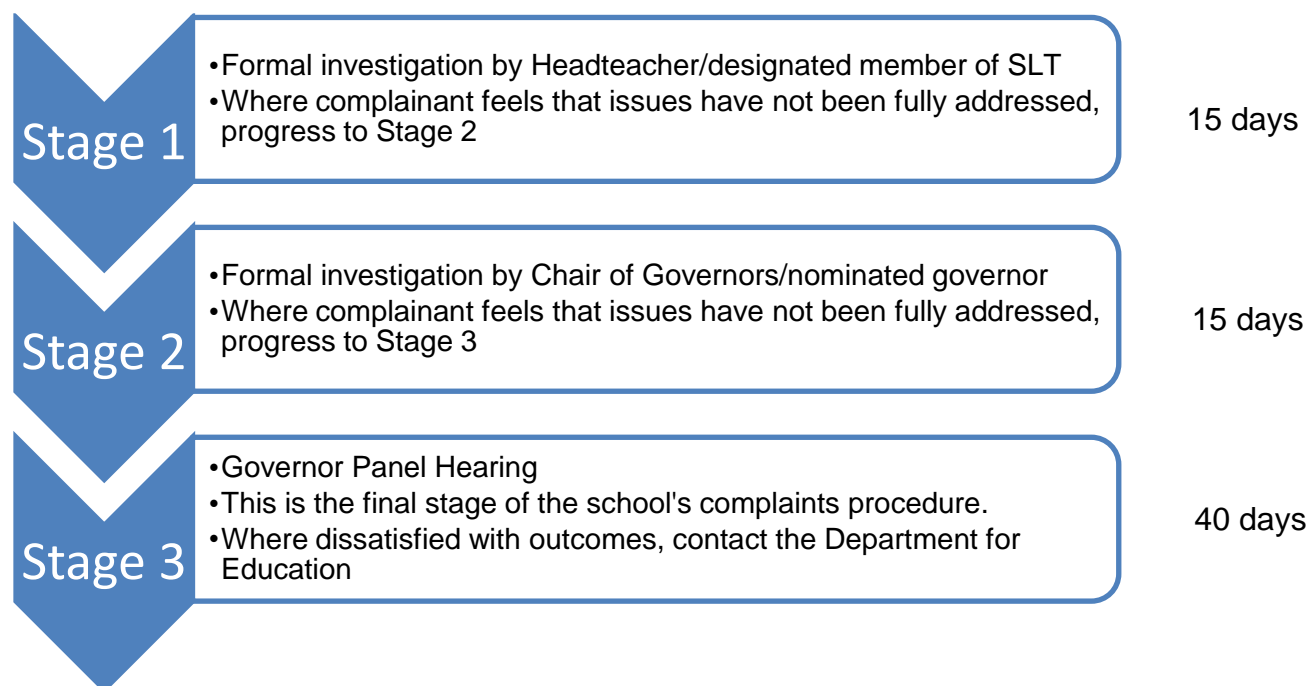 Stage 1
•Formal investigation by Headteacher/designated member of SLT
•Where complainant feels that issues have not been fully addressed,
progress to Stage 2
15 days
Stage 2
•Formal investigation by Chair of Governors/nominated governor
•Where complainant feels that issues have not been fully addressed,
progress to Stage 3
15 days
Stage 3
•Governor Panel Hearing
•This is the final stage of the school's complaints procedure.
•Where dissatisfied with outcomes, contact the Department for
Education
40 days